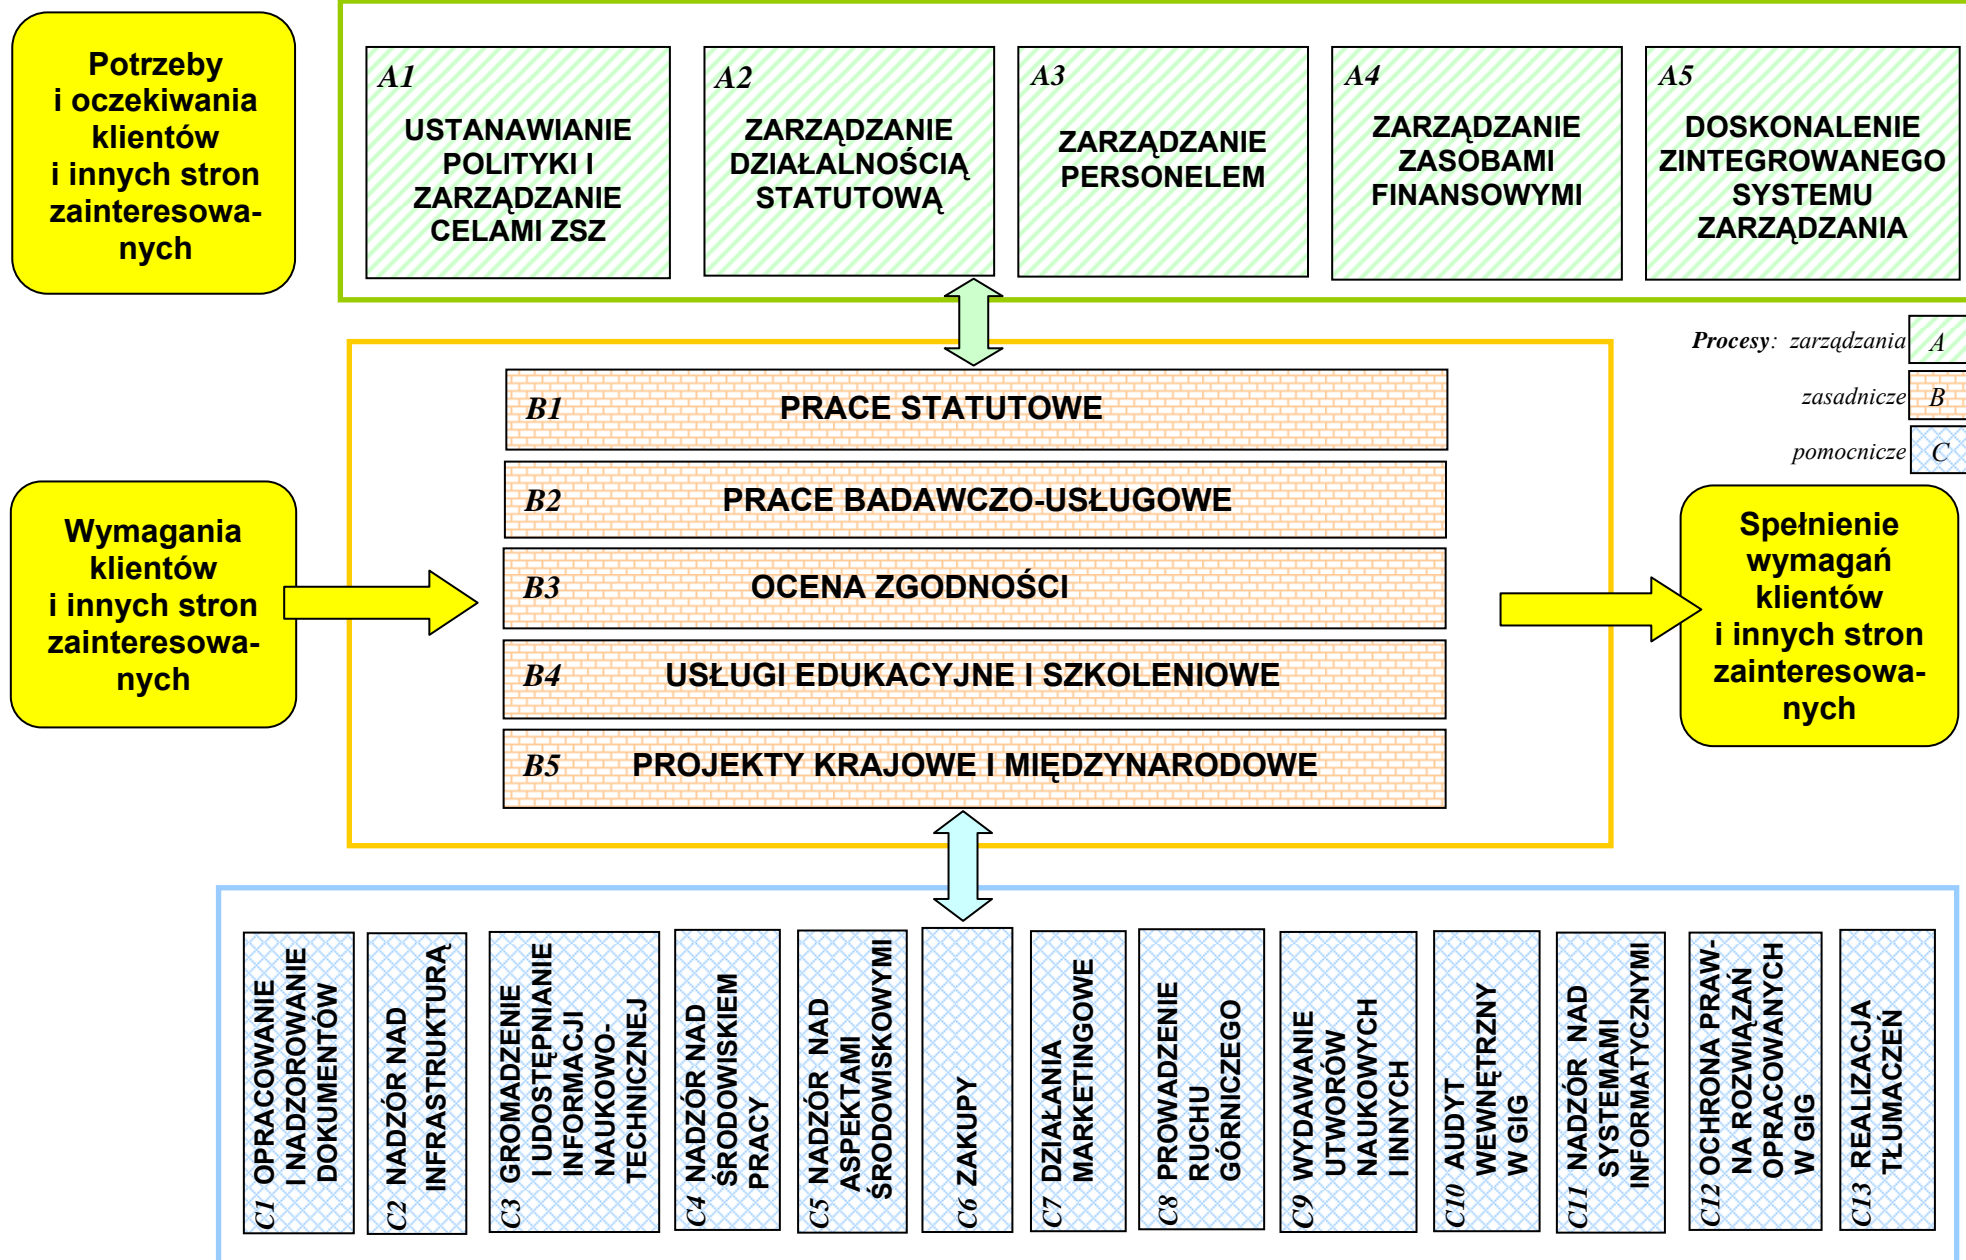 Potrzeby
i oczekiwania
klientów
i innych stron
zainteresowa-
nych
A1
USTANAWIANIE
POLITYKI I
ZARZĄDZANIE
CELAMI ZSZ
A2
ZARZĄDZANIE
DZIAŁALNOŚCIĄ
STATUTOWĄ
A3
ZARZĄDZANIE
PERSONELEM
A4
ZARZĄDZANIE
ZASOBAMI
FINANSOWYMI
A5
DOSKONALENIE
ZINTEGROWANEGO
SYSTEMU
ZARZĄDZANIA
Procesy: zarządzania A
zasadnicze B
pomocnicze C
Wymagania
klientów
i innych stron
zainteresowa-
nych
B1 PRACE STATUTOWE
B2 PRACE BADAWCZO-USŁUGOWE
B3 OCENA ZGODNOŚCI
B4 USŁUGI EDUKACYJNE I SZKOLENIOWE
B5 PROJEKTY KRAJOWE I MIĘDZYNARODOWE
Spełnienie
wymagań
klientów
i innych stron
zainteresowa-
nych
C1 OPRACOWANIE
I NADZOROWANIE
DOKUMENTÓW
C2 NADZÓR NAD
INFRASTRUKTURĄ
C3 GROMADZENIE
I UDOSTĘPNIANIE
INFORMACJI
NAUKOWO-
TECHNICZNEJ
C4 NADZÓR NAD
ŚRODOWISKIEM
PRACY
C5 NADZÓR NAD
ASPEKTAMI
ŚRODOWISKOWYMI
C6 ZAKUPY
C7 DZIAŁANIA
MARKETINGOWE
C8 PROWADZENIE
RUCHU
GÓRNICZEGO
C9 WYDAWANIE
UTWORÓW
NAUKOWYCH
I INNYCH
C10 AUDYT
WEWNĘTRZNY
W GIG
C11 NADZÓR NAD
SYSTEMAMI
INFORMATYCZNYMI
C12 OCHRONA PRAW-
NA ROZWIĄZAŃ
OPRACOWANYCH
W GIG
C13 REALIZACJA
TŁUMACZEŃ